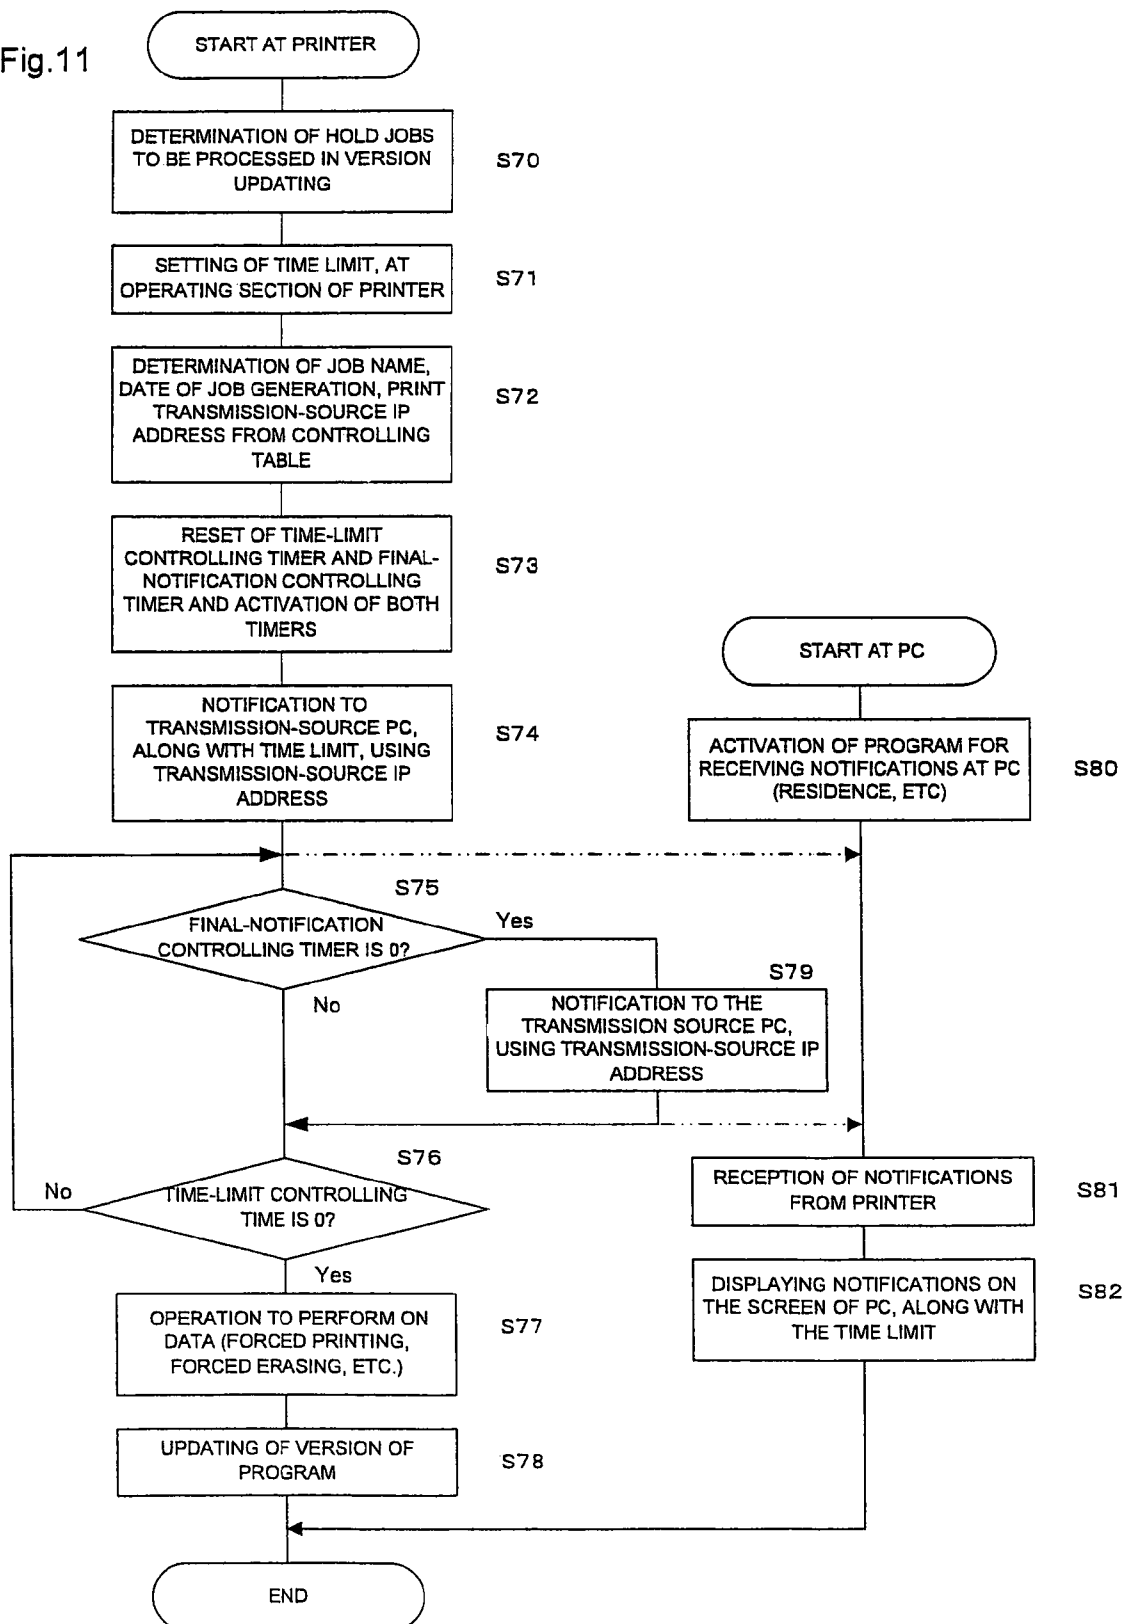 Fig.11
START AT PRINTER
DETERMINATION OF HOLD JOBS
TO BE PROCESSED IN VERSION
UPDATING
S70
SETTING OF TIME LIMIT, AT
OPERATING SECTION OF PRINTER
S71
DETERMINATION OF JOB NAME,
DATE OF JOB GENERATION, PRINT
TRANSMISSION-SOURCE IP
ADDRESS FROM CONTROLLING
TABLE
S72
RESET OF TIME-LIMIT
CONTROLLING TIMER AND FINAL-
NOTIFICATION CONTROLLING
TIMER AND ACTIVATION OF BOTH
TIMERS
S73
NOTIFICATION TO
TRANSMISSION-SOURCE PC,
ALONG WITH TIME LIMIT, USING
TRANSMISSION-SOURCE IP
ADDRESS
S74
START AT PC
ACTIVATION OF PROGRAM FOR
RECEIVING NOTIFICATIONS AT PC
(RESIDENCE, ETC)
S80
S75
FINAL-NOTIFICATION
CONTROLLING TIMER IS 0?
Yes
No
S79
NOTIFICATION TO THE
TRANSMISSION SOURCE PC,
USING TRANSMISSION-SOURCE IP
ADDRESS
S76
TIME-LIMIT CONTROLLING
TIME IS 0?
No
Yes
RECEPTION OF NOTIFICATIONS
FROM PRINTER
S81
DISPLAYING NOTIFICATIONS ON
THE SCREEN OF PC, ALONG WITH
THE TIME LIMIT
S82
OPERATION TO PERFORM ON
DATA (FORCED PRINTING,
FORCED ERASING, ETC.)
S77
UPDATING OF VERSION OF
PROGRAM
S78
END